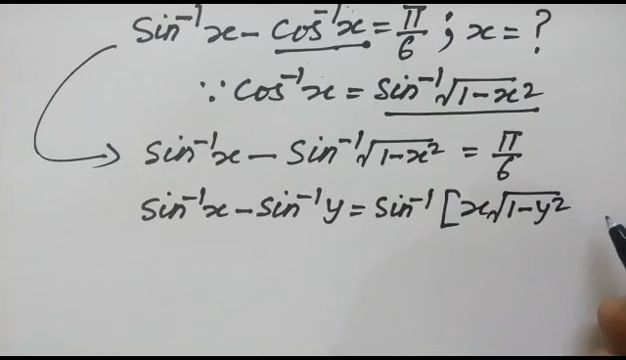 sin⁻¹x - cos⁻¹x = π/6 ; x = ?
∵ cos⁻¹x = sin⁻¹√(1-x²)
sin⁻¹x - sin⁻¹√(1-x²) = π/6
sin⁻¹x - sin⁻¹y = sin⁻¹ [x√(1-y²)